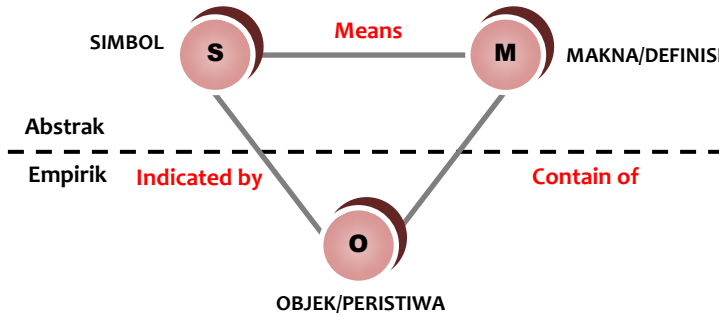 Means
SIMBOL
S
M
MAKNA/DEFINISI
Abstrak
Empirik
Indicated by
Contain of
O
OBJEK/PERISTIWA